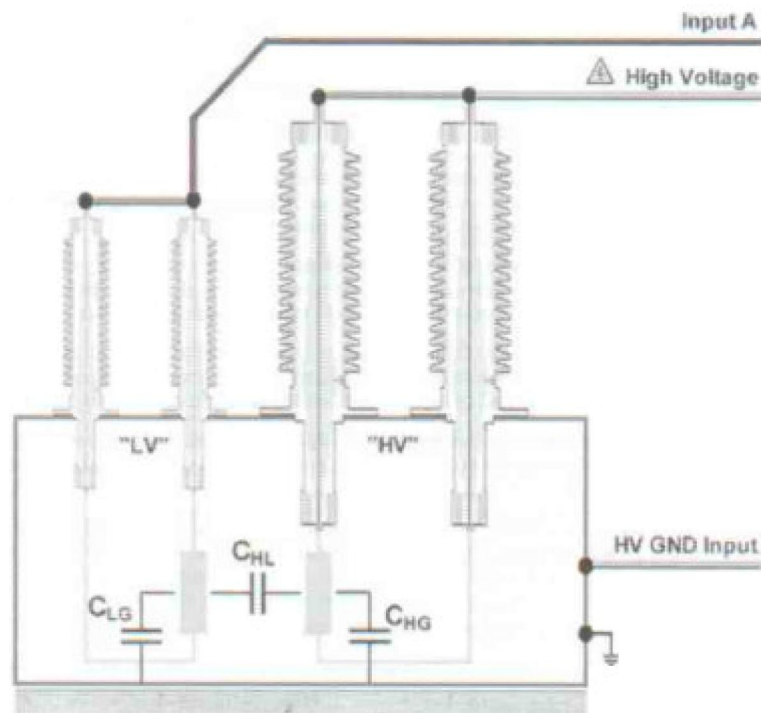 Input A
High Voltage
"LV"
"HV"
HV GND Input
CHL
CLG
CHG